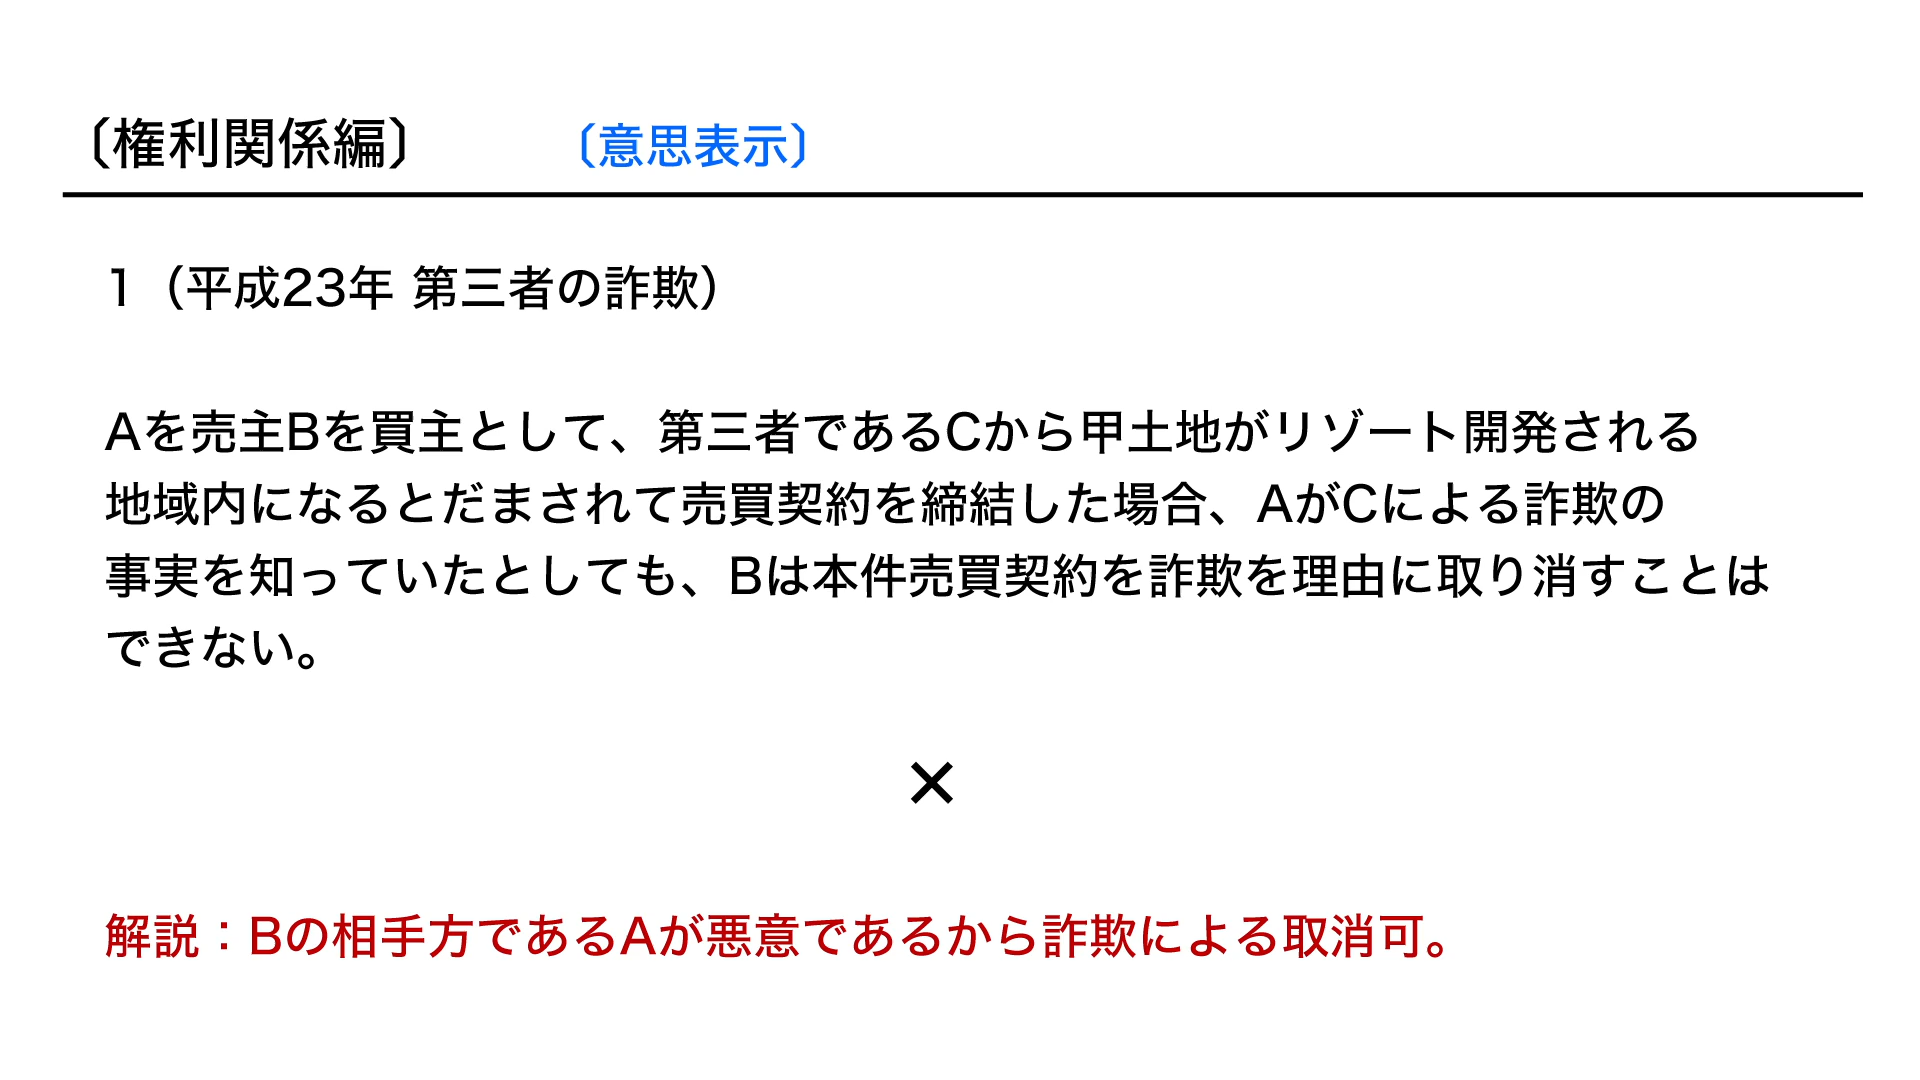 〔権利関係編〕 〔意思表示〕
1（平成23年 第三者の詐欺）
Aを売主Bを買主として、第三者であるCから甲土地がリゾート開発される
地域内になるとだまされて売買契約を締結した場合、AがCによる詐欺の
事実を知っていたとしても、Bは本件売買契約を詐欺を理由に取り消すことは
できない。
×
解説：Bの相手方であるAが悪意であるから詐欺による取消可。